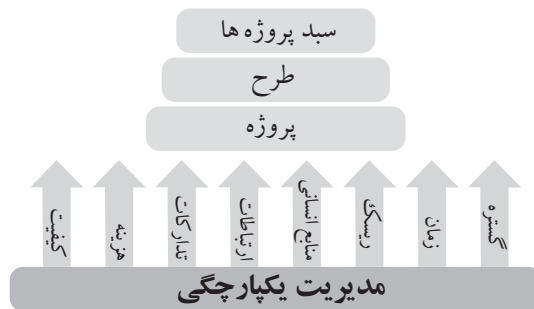 سبد پروژه ها
طرح
پروژه
گستره
زمان
ریسک
منابع انسانی
ارتباطات
تدارکات
هزینه
کیفیت
مدیریت یکپارچگی